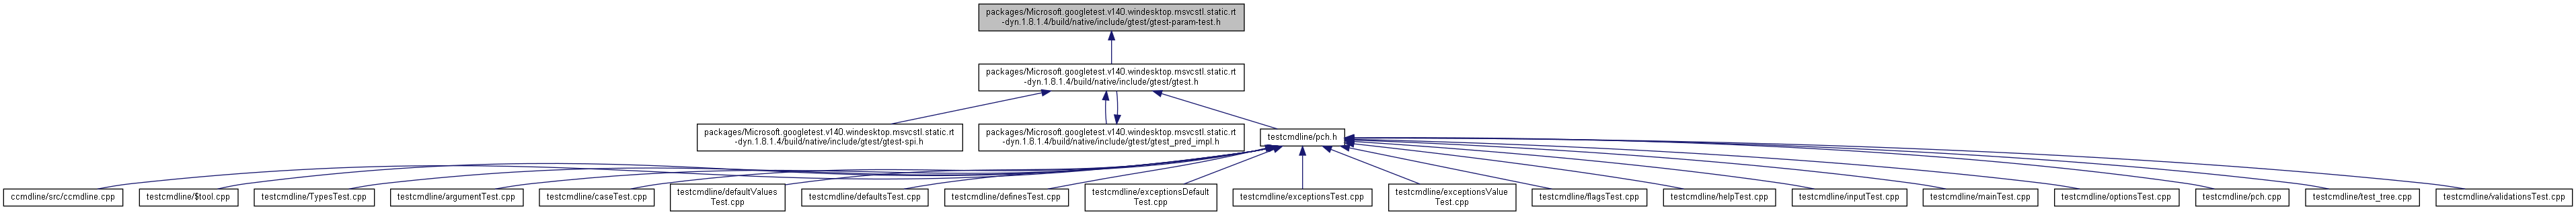 packages/Microsoft.googletest.v140.windesktop.msvcstl.static.rt
-dyn.1.8.1.4/build/native/include/gtest/gtest-param-test.h
packages/Microsoft.googletest.v140.windesktop.msvcstl.static.rt
-dyn.1.8.1.4/build/native/include/gtest/gtest.h
packages/Microsoft.googletest.v140.windesktop.msvcstl.static.rt
-dyn.1.8.1.4/build/native/include/gtest/gtest-spi.h
packages/Microsoft.googletest.v140.windesktop.msvcstl.static.rt
-dyn.1.8.1.4/build/native/include/gtest/gtest_pred_impl.h
testcmdline/pch.h
ccmdline/src/ccmdline.cpp
testcmdline/$tool.cpp
testcmdline/TypesTest.cpp
testcmdline/argumentTest.cpp
testcmdline/caseTest.cpp
testcmdline/defaultValues
Test.cpp
testcmdline/defaultsTest.cpp
testcmdline/definesTest.cpp
testcmdline/exceptionsDefault
Test.cpp
testcmdline/exceptionsTest.cpp
testcmdline/exceptionsValue
Test.cpp
testcmdline/flagsTest.cpp
testcmdline/helpTest.cpp
testcmdline/inputTest.cpp
testcmdline/mainTest.cpp
testcmdline/optionsTest.cpp
testcmdline/pch.cpp
testcmdline/test_tree.cpp
testcmdline/validationsTest.cpp